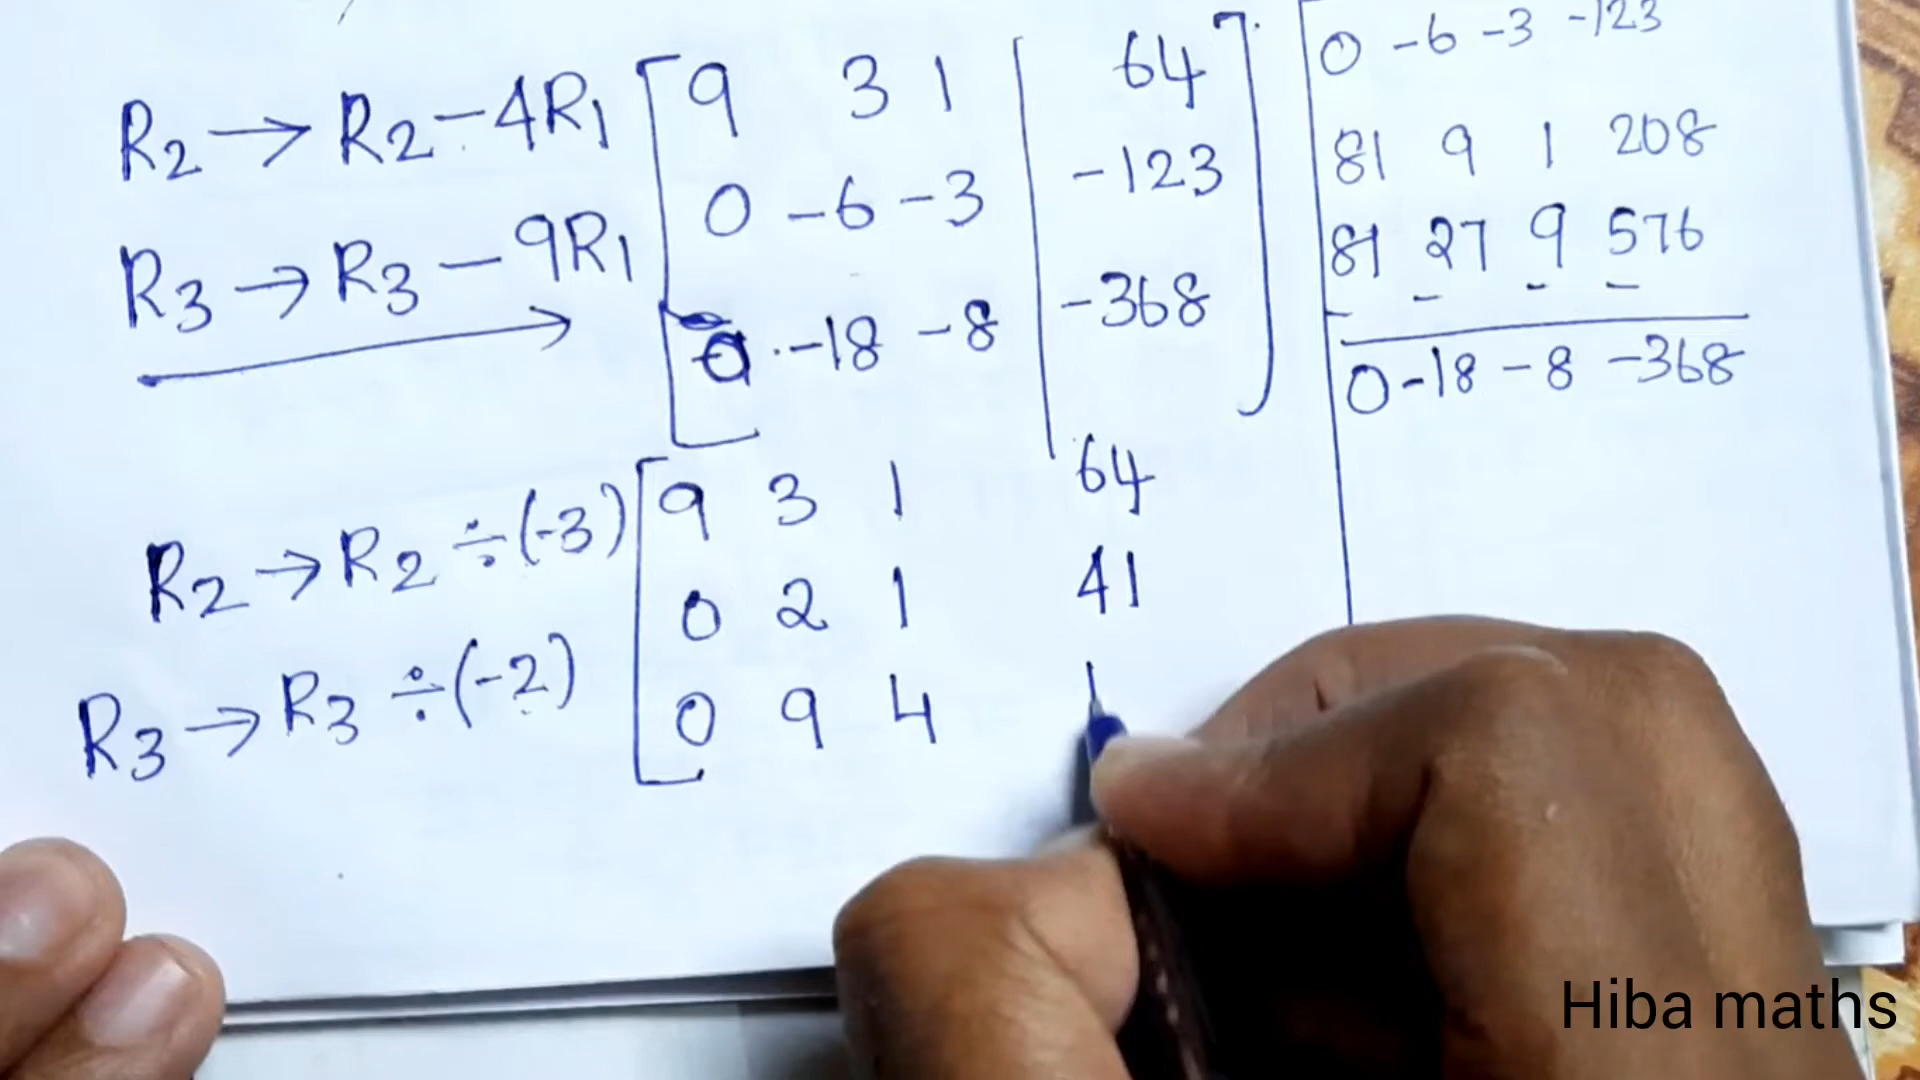 R2 → R2 - 4R1 [ 9 3 1 | 64 ]
0 -6 -3 | -123
R3 → R3 - 9R1
0 -18 -8 | -368
0 -6 -3 -123
81 9 1 208
81 27 9 576
- - - -
0 -18 -8 -368
[ 9 3 1 64
R2 → R2 ÷ (-3)
0 2 1 41
R3 → R3 ÷ (-2)
0 9 4 1
Hiba maths